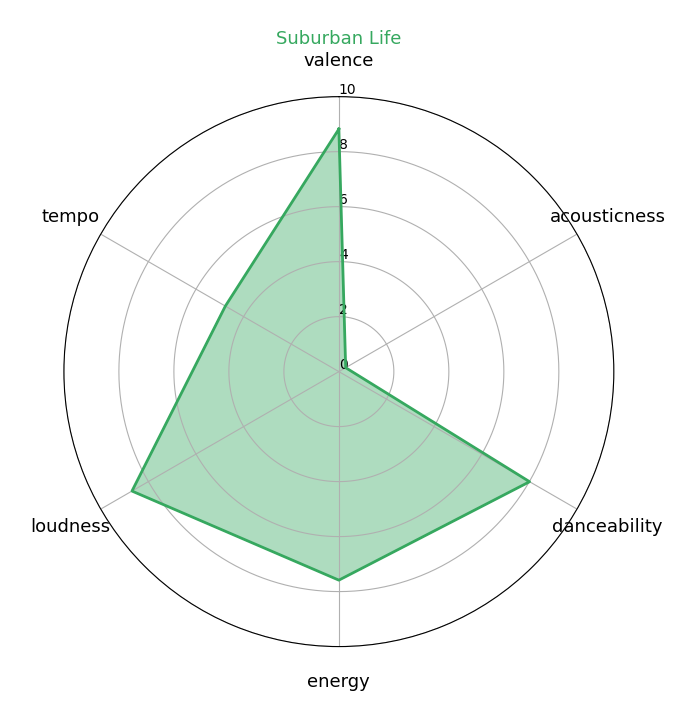 Suburban Life
valence
10
8
6
4
2
0
tempo
acousticness
loudness
danceability
energy